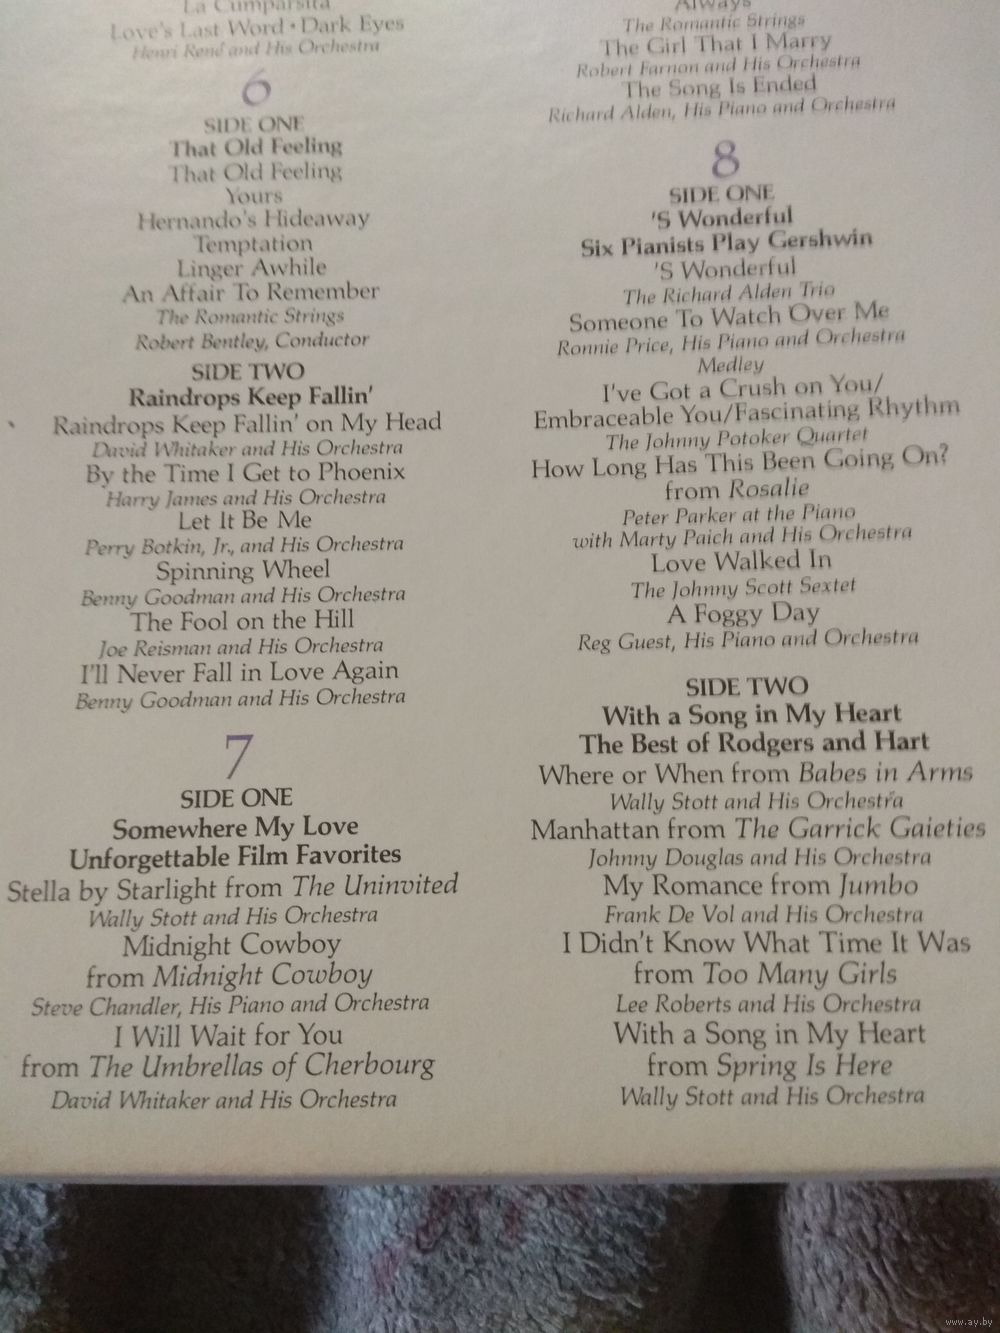 La Cumparsita
Love's Last Word • Dark Eyes
Henri René and His Orchestra
6
SIDE ONE
That Old Feeling
That Old Feeling
Yours
Hernando's Hideaway
Temptation
Linger Awhile
An Affair To Remember
The Romantic Strings
Robert Bentley, Conductor
SIDE TWO
Raindrops Keep Fallin'
Raindrops Keep Fallin' on My Head
David Whitaker and His Orchestra
By the Time I Get to Phoenix
Harry James and His Orchestra
Let It Be Me
Perry Botkin, Jr., and His Orchestra
Spinning Wheel
Benny Goodman and His Orchestra
The Fool on the Hill
Joe Reisman and His Orchestra
I'll Never Fall in Love Again
Benny Goodman and His Orchestra
7
SIDE ONE
Somewhere My Love
Unforgettable Film Favorites
Stella by Starlight from The Uninvited
Wally Stott and His Orchestra
Midnight Cowboy
from Midnight Cowboy
Steve Chandler, His Piano and Orchestra
I Will Wait for You
from The Umbrellas of Cherbourg
David Whitaker and His Orchestra
Always
The Romantic Strings
The Girl That I Marry
Robert Farnon and His Orchestra
The Song Is Ended
Richard Alden, His Piano and Orchestra
8
SIDE ONE
'S Wonderful
Six Pianists Play Gershwin
'S Wonderful
The Richard Alden Trio
Someone To Watch Over Me
Ronnie Price, His Piano and Orchestra
Medley
I've Got a Crush on You/
Embraceable You/Fascinating Rhythm
The Johnny Potoker Quartet
How Long Has This Been Going On?
from Rosalie
Peter Parker at the Piano
with Marty Paich and His Orchestra
Love Walked In
The Johnny Scott Sextet
A Foggy Day
Reg Guest, His Piano and Orchestra
SIDE TWO
With a Song in My Heart
The Best of Rodgers and Hart
Where or When from Babes in Arms
Wally Stott and His Orchestra
Manhattan from The Garrick Gaieties
Johnny Douglas and His Orchestra
My Romance from Jumbo
Frank De Vol and His Orchestra
I Didn't Know What Time It Was
from Too Many Girls
Lee Roberts and His Orchestra
With a Song in My Heart
from Spring Is Here
Wally Stott and His Orchestra
www.ay.by